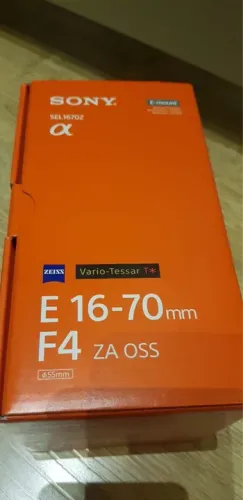 SONY
E-mount
SEL1670Z
α
ZEISS
Vario-Tessar T*
E 16-70mm
F4 ZA OSS
ø55mm